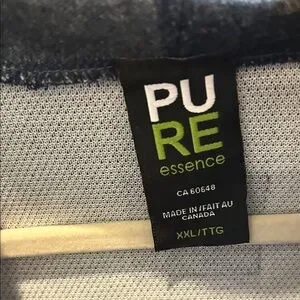 PU
RE
essence
CA 60648
MADE IN/FAIT AU
CANADA
XXL/TTG